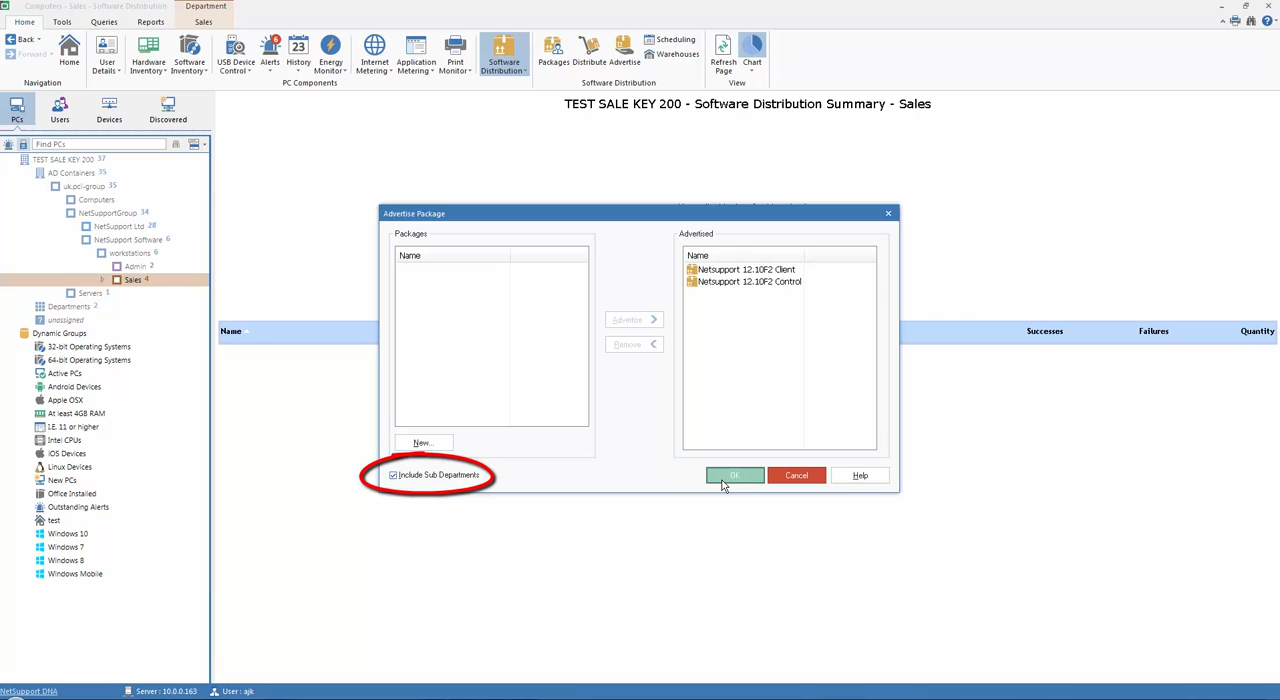 Computers - Sales - Software Distribution
Department
Home
Tools
Queries
Reports
Sales
Back
Forward
Home
User Details
Hardware Inventory
Software Inventory
USB Device Control
6
Alerts
23
History
Energy Monitor
Internet Metering
Application Metering
Print Monitor
Software Distribution
Packages
Distribute
Advertise
Scheduling
Warehouses
Refresh Page
Chart
Navigation
PC Components
Software Distribution
View
PCs
Users
Devices
Discovered
Find PCs
TEST SALE KEY 200 37
AD Containers 35
uk.pci-group 35
Computers
NetSupportGroup 34
NetSupport Ltd 28
NetSupport Software 6
workstations 6
Admin 2
Sales 4
Servers 1
Departments 2
unassigned
Dynamic Groups
32-bit Operating Systems
64-bit Operating Systems
Active PCs
Android Devices
Apple OSX
At least 4GB RAM
I.E. 11 or higher
Intel CPUs
iOS Devices
Linux Devices
New PCs
Office Installed
Outstanding Alerts
test
Windows 10
Windows 7
Windows 8
Windows Mobile
TEST SALE KEY 200 - Software Distribution Summary - Sales
Name
Successes
Failures
Quantity
Advertise Package
Packages
Name
New...
Include Sub Departments
Advertise
Remove
Advertised
Name
Netsupport 12.10F2 Client
Netsupport 12.10F2 Control
OK
Cancel
Help
NetSupport DNA
Server : 10.0.0.163
User : ajk